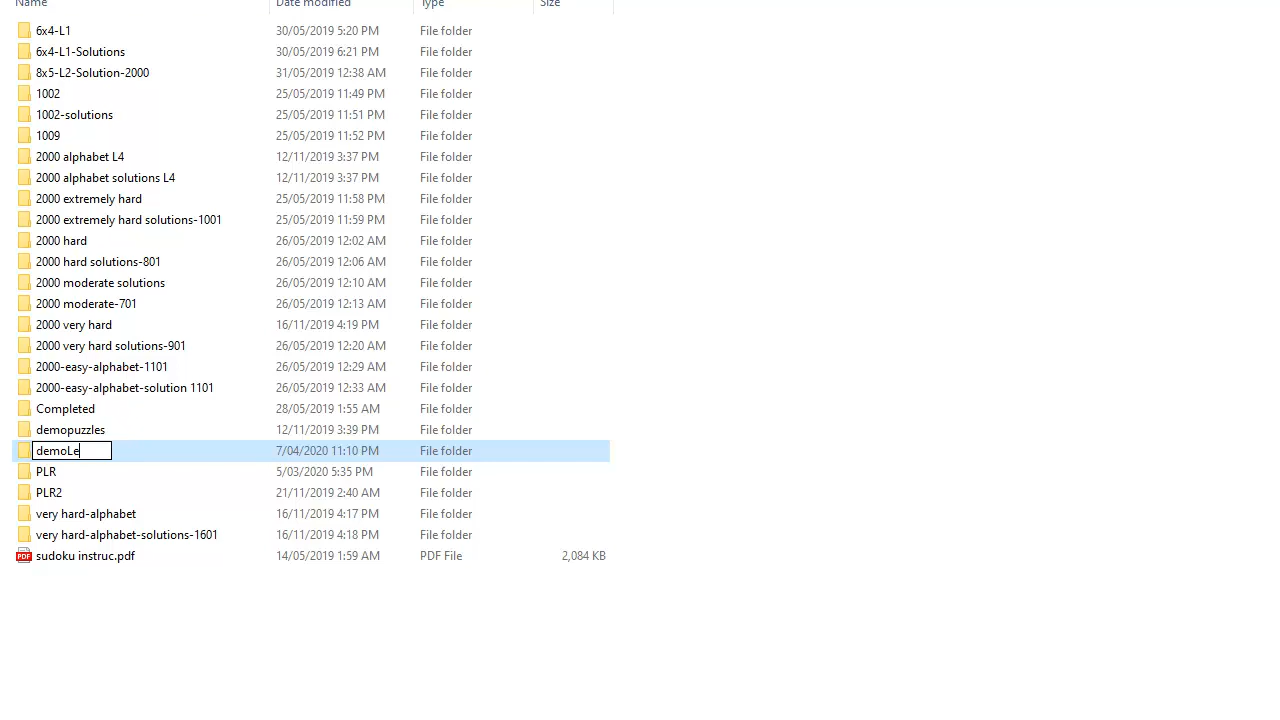 Name Date modified Type Size
6x4-L1 30/05/2019 5:20 PM File folder
6x4-L1-Solutions 30/05/2019 6:21 PM File folder
8x5-L2-Solution-2000 31/05/2019 12:38 AM File folder
1002 25/05/2019 11:49 PM File folder
1002-solutions 25/05/2019 11:51 PM File folder
1009 25/05/2019 11:52 PM File folder
2000 alphabet L4 12/11/2019 3:37 PM File folder
2000 alphabet solutions L4 12/11/2019 3:37 PM File folder
2000 extremely hard 25/05/2019 11:58 PM File folder
2000 extremely hard solutions-1001 25/05/2019 11:59 PM File folder
2000 hard 26/05/2019 12:02 AM File folder
2000 hard solutions-801 26/05/2019 12:06 AM File folder
2000 moderate solutions 26/05/2019 12:10 AM File folder
2000 moderate-701 26/05/2019 12:13 AM File folder
2000 very hard 16/11/2019 4:19 PM File folder
2000 very hard solutions-901 26/05/2019 12:20 AM File folder
2000-easy-alphabet-1101 26/05/2019 12:29 AM File folder
2000-easy-alphabet-solution 1101 26/05/2019 12:33 AM File folder
Completed 28/05/2019 1:55 AM File folder
demopuzzles 12/11/2019 3:39 PM File folder
demoLe 7/04/2020 11:10 PM File folder
PLR 5/03/2020 5:35 PM File folder
PLR2 21/11/2019 2:40 AM File folder
very hard-alphabet 16/11/2019 4:17 PM File folder
very hard-alphabet-solutions-1601 16/11/2019 4:18 PM File folder
PDF sudoku instruc.pdf 14/05/2019 1:59 AM PDF File 2,084 KB